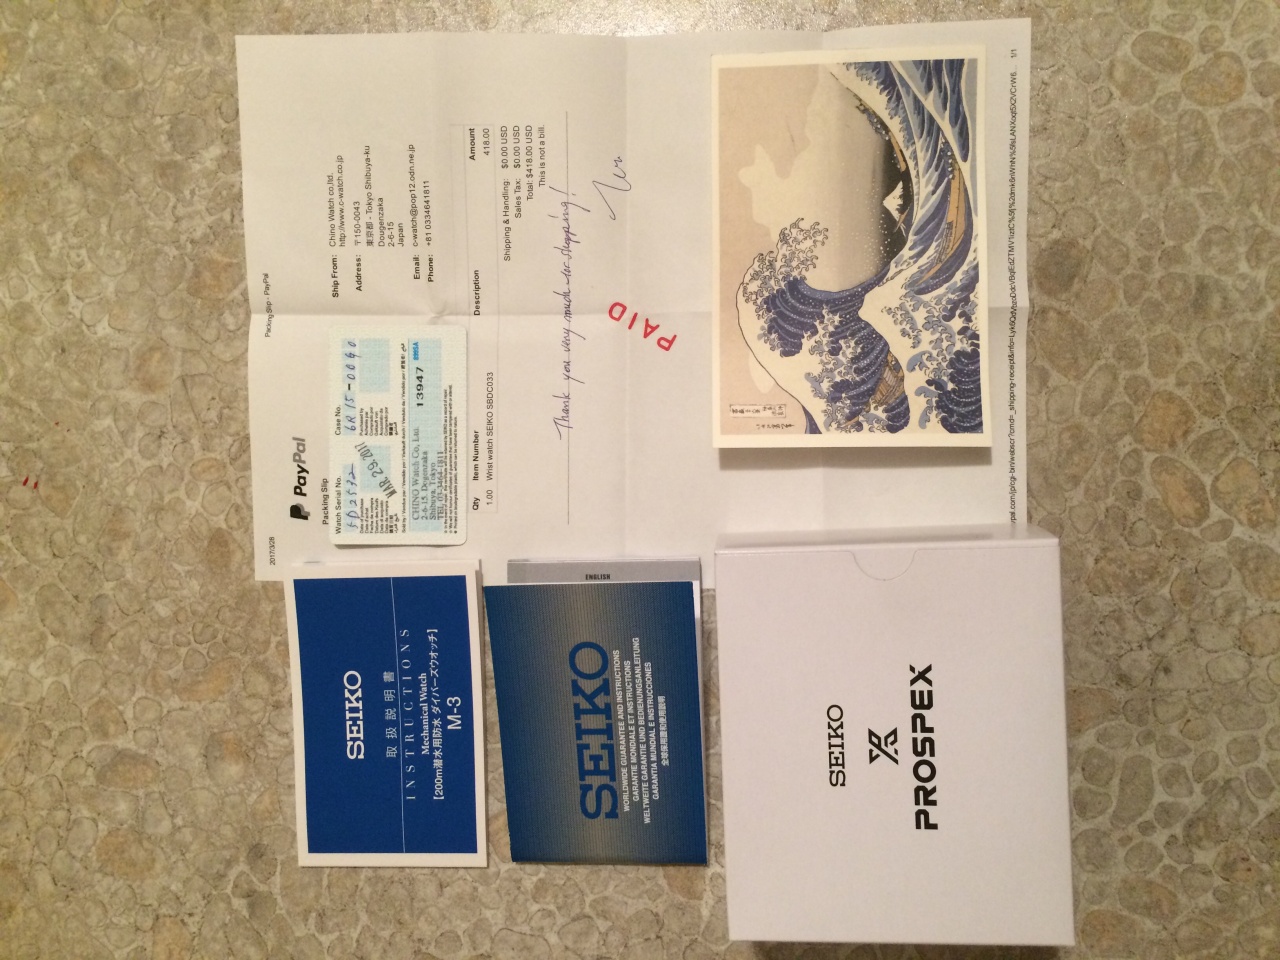 2017/3/28
Packing Slip - PayPal
PayPal
Packing Slip
Ship From: Chino Watch co,ltd.
http://www.c-watch.co.jp
Address: 〒150-0043
東京都 - Tokyo Shibuya-ku
Dougenzaka
2-6-15
Japan
Email: c-watch@pop12.odn.ne.jp
Phone: +81 0334641811
Watch Serial No. Case No.
6R15-00G0
MAR. 29. 2017
CHINO Watch Co., Ltd.
2-6-15 Dogenzaka
Shibuya, Tokyo
TEL 03-3464-1811
13947
Qty Item Number Description Amount
1.00 Wrist watch SEIKO SBDC033 418.00
Shipping & Handling: $0.00 USD
Sales Tax: $0.00 USD
Total: $418.00 USD
This is not a bill.
Thank you very much for shopping!
PAID
1/1
SEIKO
取扱説明書
INSTRUCTIONS
Mechanical Watch
【200m潜水用防水 ダイバーズウオッチ】
M-3
ENGLISH
SEIKO
WORLDWIDE GUARANTEE AND INSTRUCTIONS
GARANTIE MONDIALE ET INSTRUCTIONS
WELTWEITE GARANTIE UND BEDIENUNGSANLEITUNG
GARANTIA MUNDIAL E INSTRUCCIONES
全球保用證和使用說明
SEIKO
PROSPEX